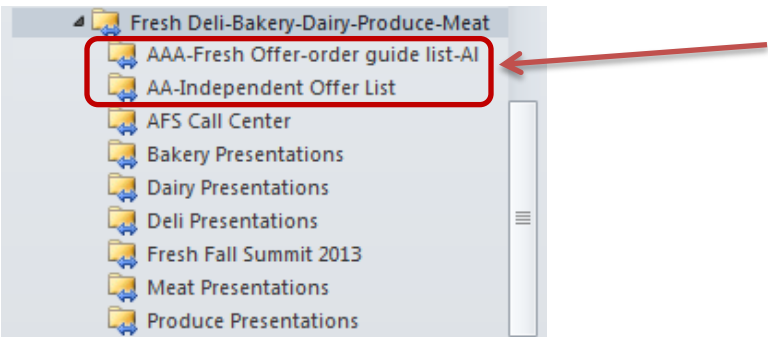 Fresh Deli-Bakery-Dairy-Produce-Meat
AAA-Fresh Offer-order guide list-AI
AA-Independent Offer List
AFS Call Center
Bakery Presentations
Dairy Presentations
Deli Presentations
Fresh Fall Summit 2013
Meat Presentations
Produce Presentations